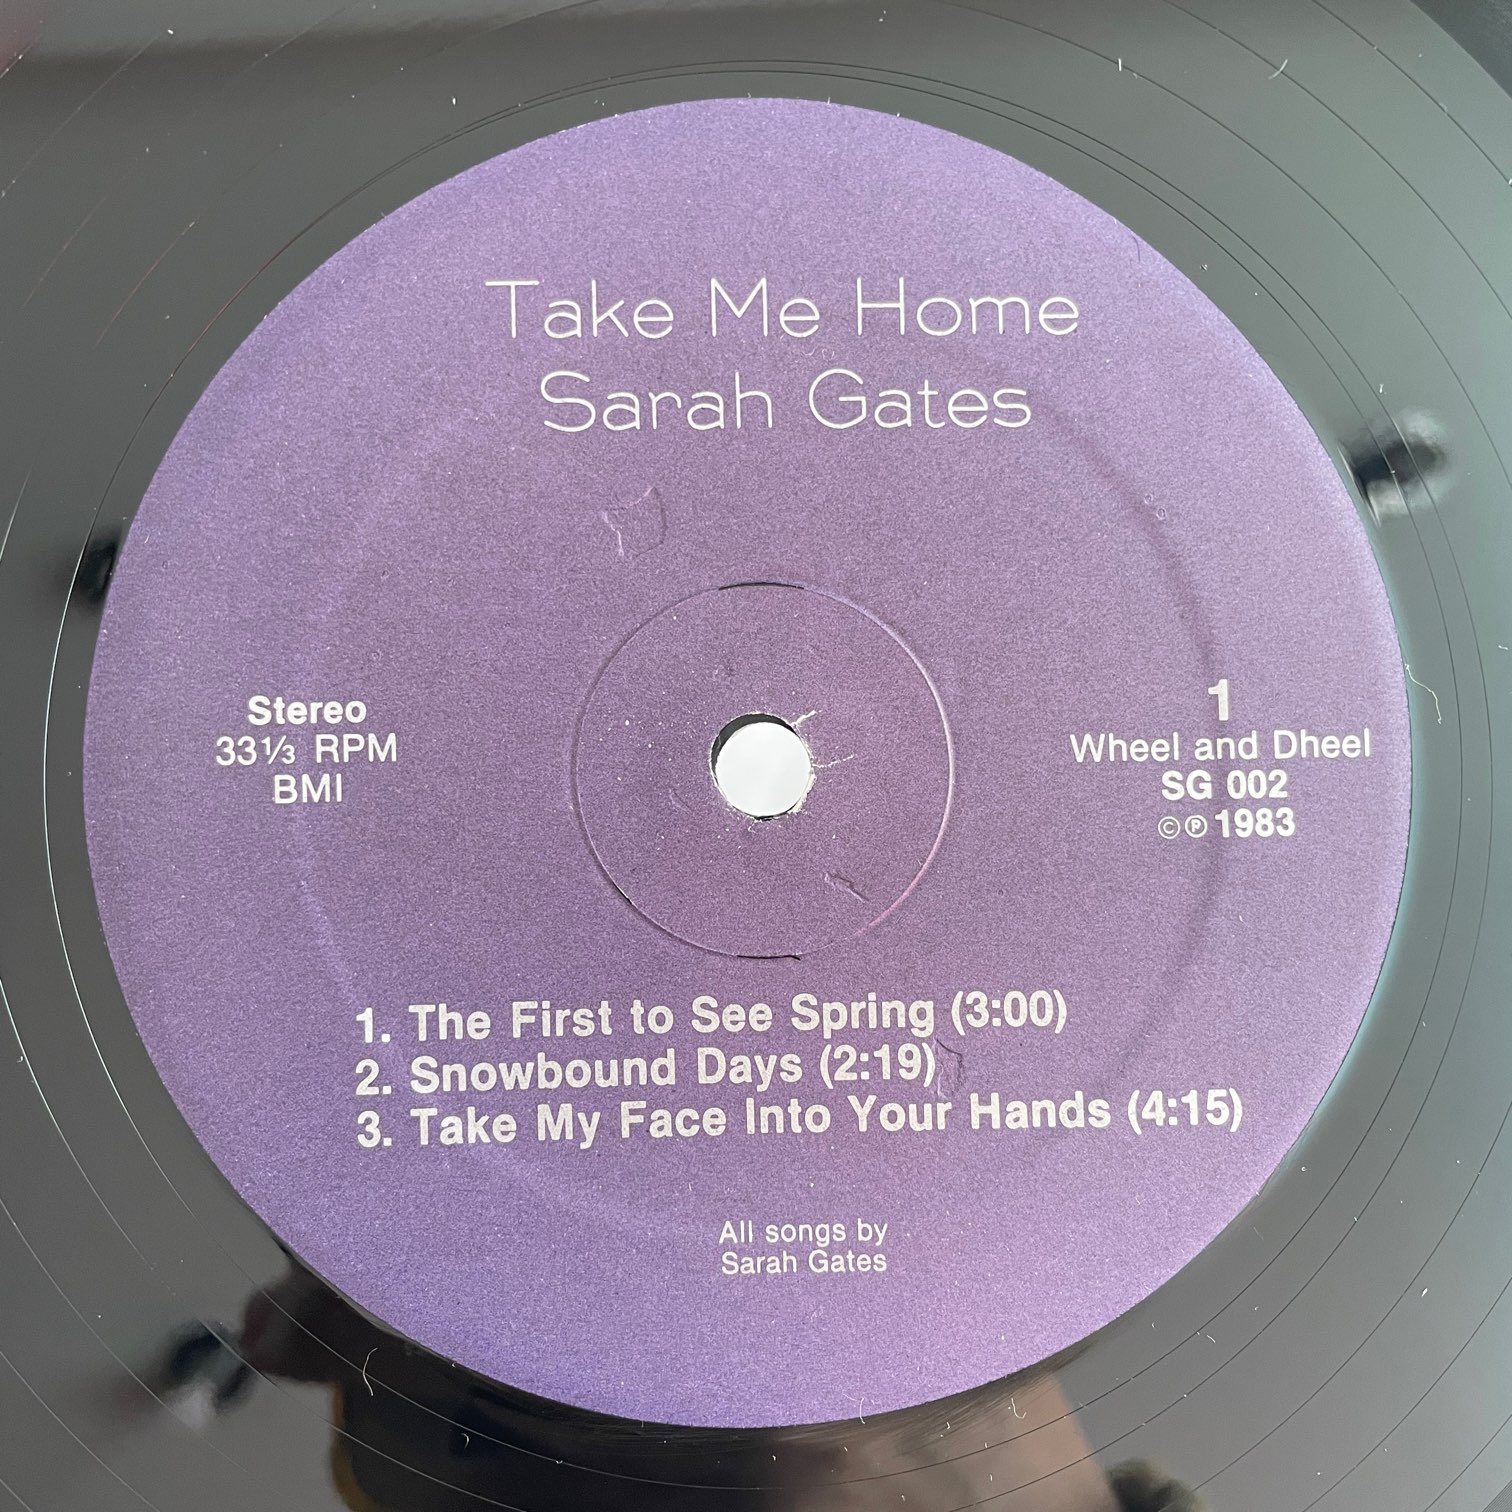 Take Me Home
Sarah Gates
Stereo
33⅓ RPM
BMI
1
Wheel and Dheel
SG 002
©℗ 1983
1. The First to See Spring (3:00)
2. Snowbound Days (2:19)
3. Take My Face Into Your Hands (4:15)
All songs by
Sarah Gates